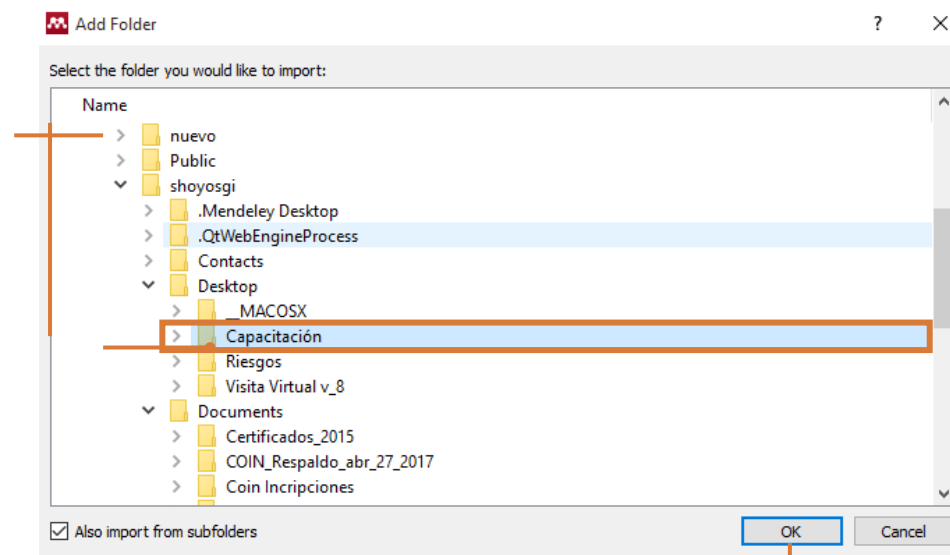 Add Folder
Select the folder you would like to import:
Name
nuevo
Public
shoyosgi
.Mendeley Desktop
.QtWebEngineProcess
Contacts
Desktop
__MACOSX
Capacitación
Riesgos
Visita Virtual v_8
Documents
Certificados_2015
COIN_Respaldo_abr_27_2017
Coin Incripciones
Also import from subfolders
OK Cancel